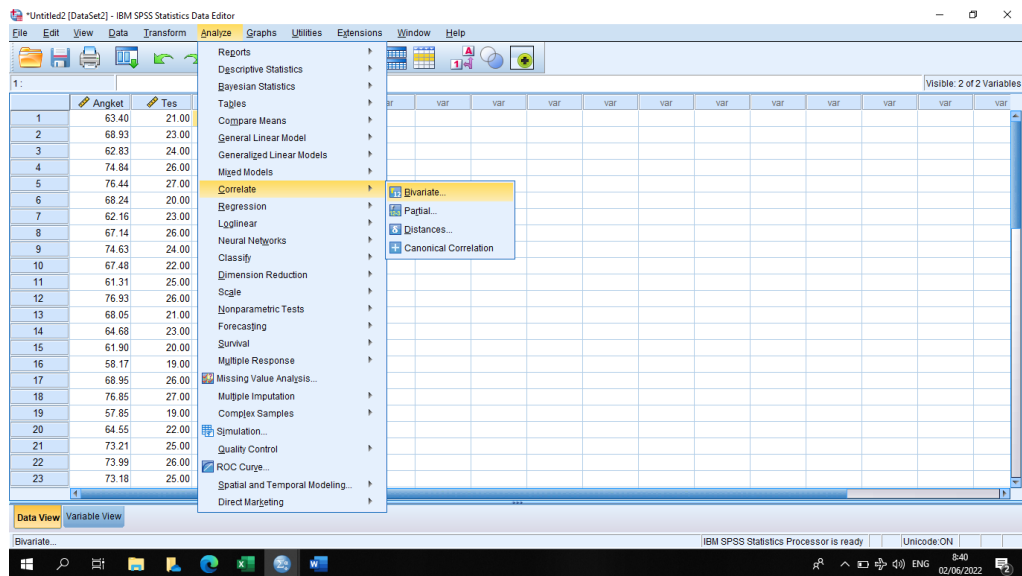 *Untitled2 [DataSet2] - IBM SPSS Statistics Data Editor
File Edit View Data Transform Analyze Graphs Utilities Extensions Window Help
1 :
Visible: 2 of 2 Variables
Angket Tes var var var var var var var var var var var var
1 63.40 21.00
2 68.93 23.00
3 62.83 24.00
4 74.84 26.00
5 76.44 27.00
6 68.24 20.00
7 62.16 23.00
8 67.14 26.00
9 74.63 24.00
10 67.48 22.00
11 61.31 25.00
12 76.93 26.00
13 68.05 21.00
14 64.68 23.00
15 61.90 20.00
16 58.17 19.00
17 68.95 26.00
18 76.85 27.00
19 57.85 19.00
20 64.55 22.00
21 73.21 25.00
22 73.99 26.00
23 73.18 25.00
Reports
Descriptive Statistics
Bayesian Statistics
Tables
Compare Means
General Linear Model
Generalized Linear Models
Mixed Models
Correlate
Regression
Loglinear
Neural Networks
Classify
Dimension Reduction
Scale
Nonparametric Tests
Forecasting
Survival
Multiple Response
Missing Value Analysis...
Multiple Imputation
Complex Samples
Simulation...
Quality Control
ROC Curve...
Spatial and Temporal Modeling...
Direct Marketing
Bivariate...
Partial...
Distances...
Canonical Correlation
Data View Variable View
Bivariate...
IBM SPSS Statistics Processor is ready
Unicode:ON
ENG
8:40
02/06/2022
2